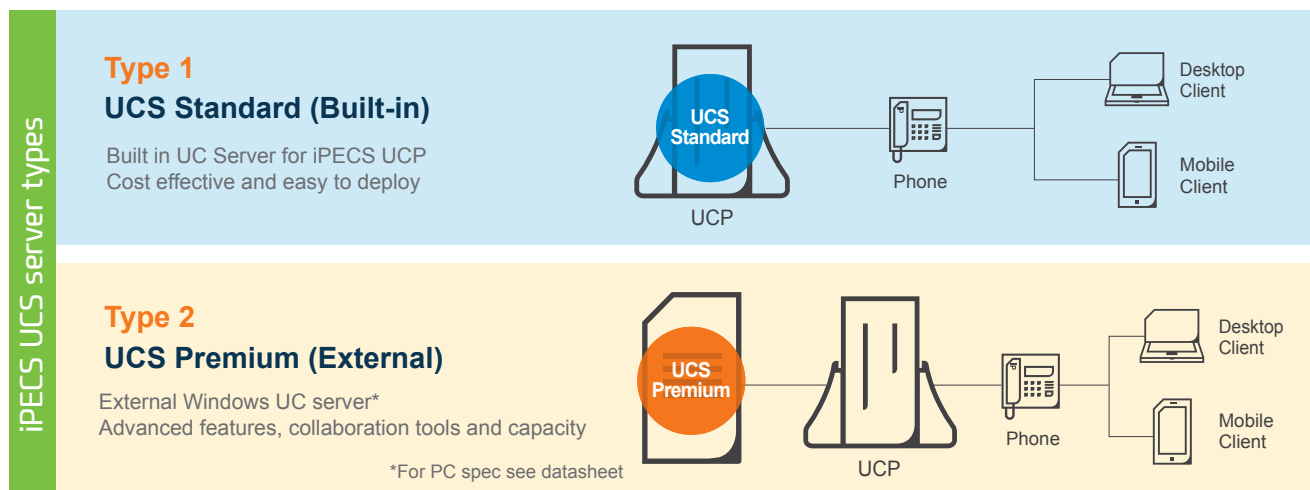 iPECS UCS server types
Type 1
UCS Standard (Built-in)
Built in UC Server for iPECS UCP
Cost effective and easy to deploy
UCS
Standard
UCP
Phone
Desktop
Client
Mobile
Client
Type 2
UCS Premium (External)
External Windows UC server*
Advanced features, collaboration tools and capacity
*For PC spec see datasheet
UCS
Premium
UCP
Phone
Desktop
Client
Mobile
Client